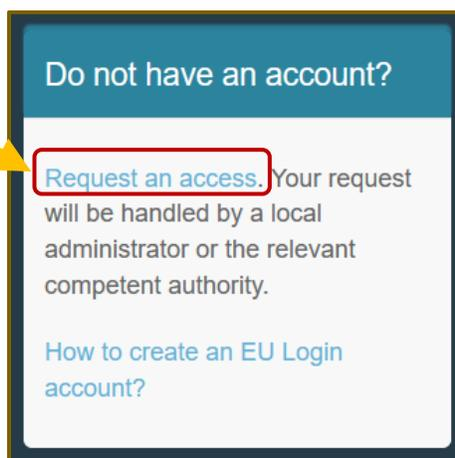 Do not have an account?
Request an access. Your request
will be handled by a local
administrator or the relevant
competent authority.
How to create an EU Login
account?